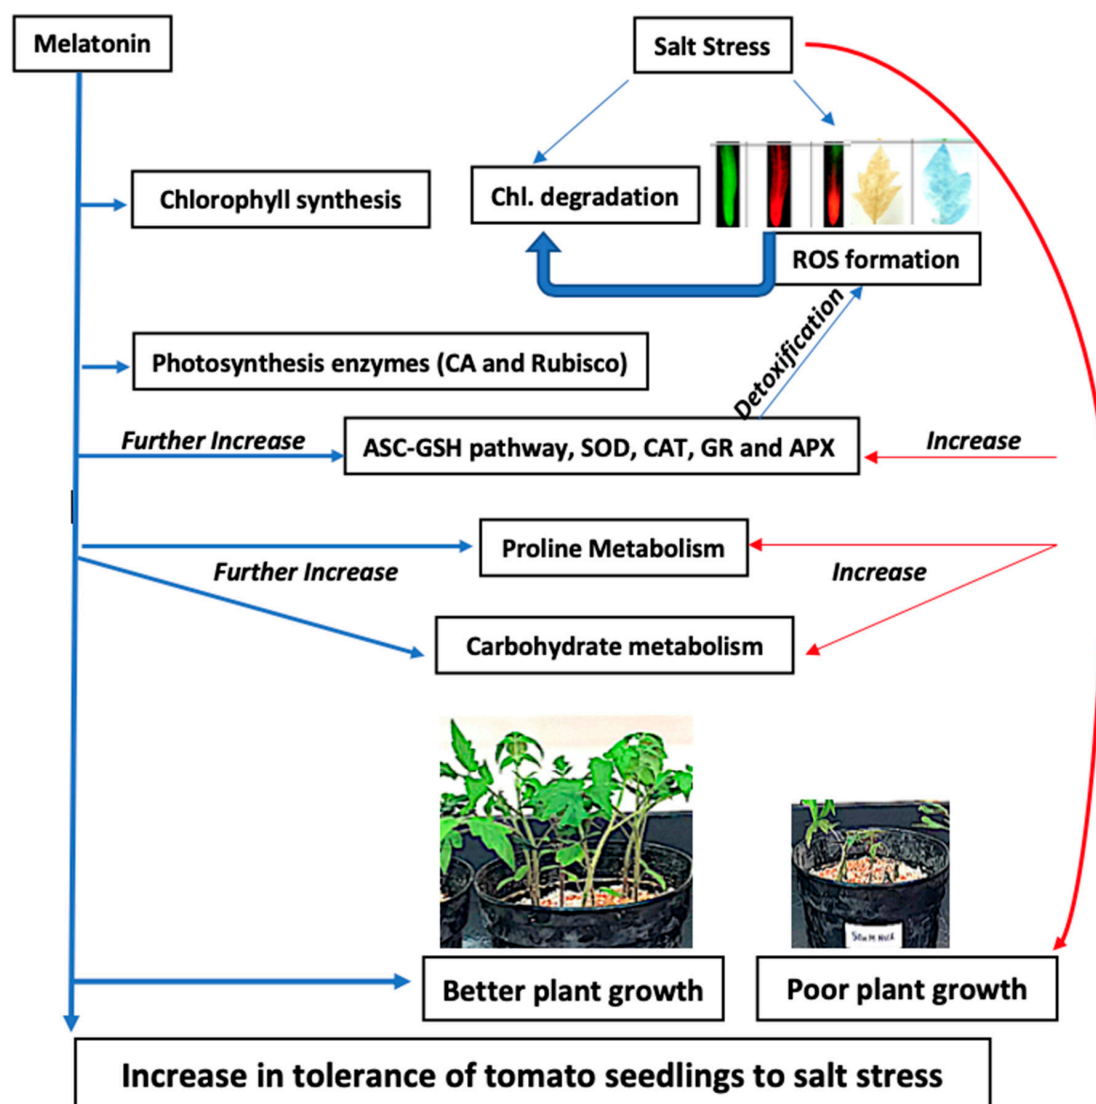 Melatonin
Salt Stress
Chlorophyll synthesis
Chl. degradation
ROS formation
Detoxification
Photosynthesis enzymes (CA and Rubisco)
Further Increase
ASC-GSH pathway, SOD, CAT, GR and APX
Increase
Proline Metabolism
Further Increase
Increase
Carbohydrate metabolism
Better plant growth
Poor plant growth
Increase in tolerance of tomato seedlings to salt stress